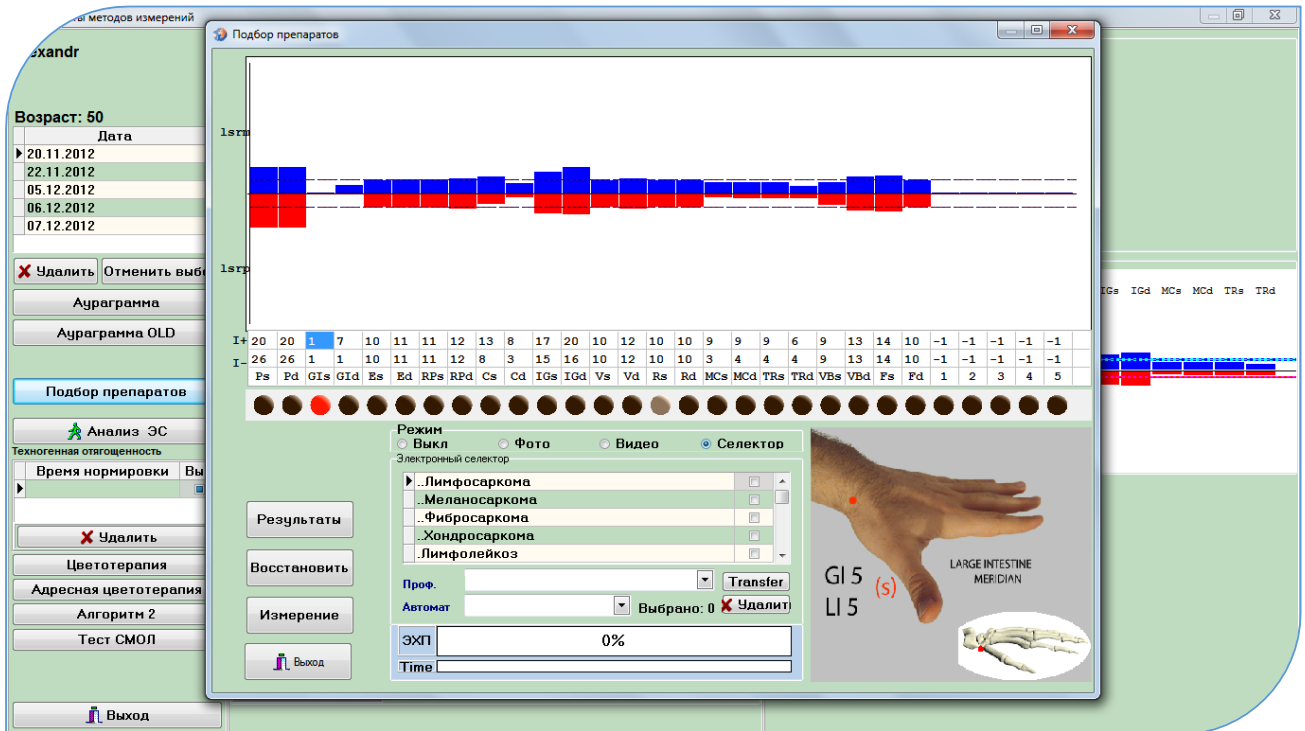 методов измерений
Подбор препаратов
Возраст: 50
Дата
20.11.2012
22.11.2012
05.12.2012
06.12.2012
07.12.2012
Удалить Отменить
Аураграмма
Аураграмма OLD
Подбор препаратов
Анализ ЭС
Техногенная отягощенность
Время нормировки Вы
Удалить
Цветотерапия
Адресная цветотерапия
Алгоритм 2
Тест СМОЛ
Выход
lsrm
lsrp
I+ 20 20 1 7 10 11 11 12 13 8 17 20 10 12 10 10 9 9 9 6 9 13 14 10 -1 -1 -1 -1 -1
I- 26 26 1 1 10 11 11 12 8 3 15 16 10 12 10 10 3 4 4 4 9 13 14 10 -1 -1 -1 -1 -1
Ps Pd GIs GId Es Ed RPs RPd Cs Cd IGs IGd Vs Vd Rs Rd MCs MCd TRs TRd VBs VBd Fs Fd 1 2 3 4 5
Режим
Выкл Фото Видео Селектор
Электронный селектор
..Лимфосаркома
..Меланосаркома
..Фибросаркома
..Хондросаркома
.Лимфолейкоз
Результаты
Восстановить
Измерение
Выход
Проф. Transfer
Автомат Выбрано: 0 Удалить
ЭХП 0%
Time
GI 5 (s)
LI 5
LARGE INTESTINE
MERIDIAN
IGs IGd MCs MCd TRs TRd